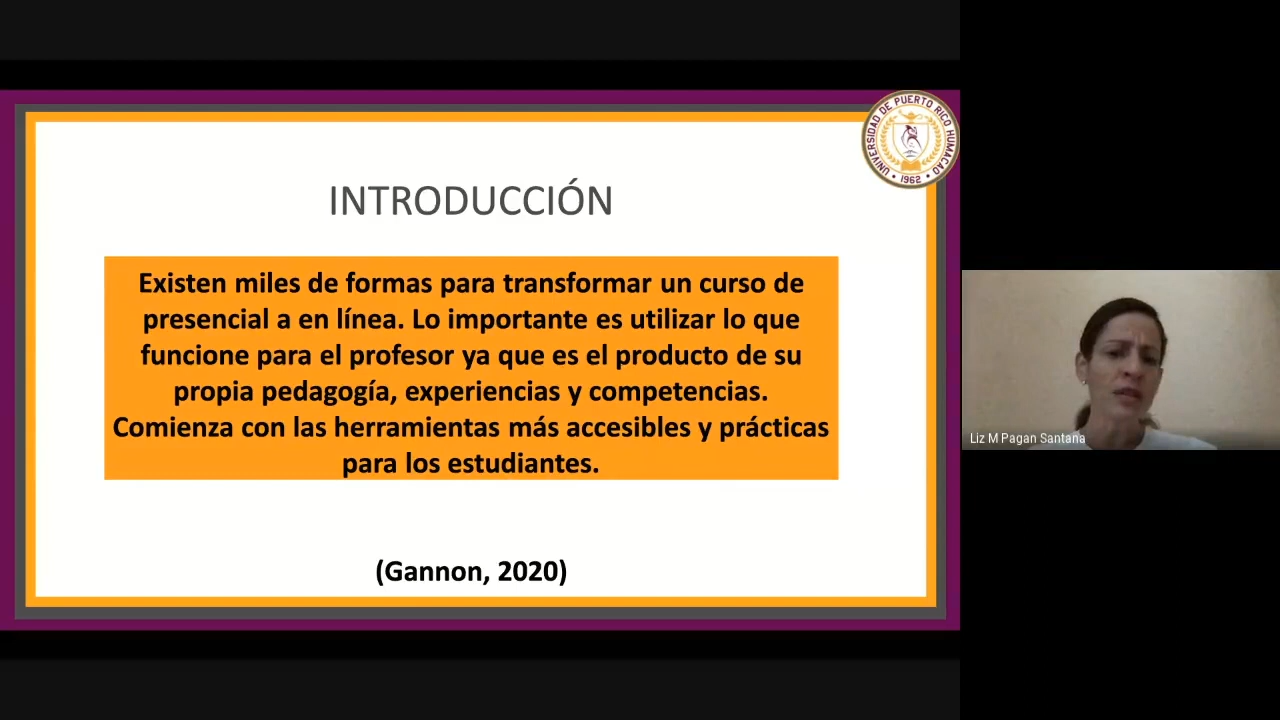 UNIVERSIDAD DE PUERTO RICO HUMACAO
• 1962 •
INTRODUCCIÓN
Existen miles de formas para transformar un curso de
presencial a en línea. Lo importante es utilizar lo que
funcione para el profesor ya que es el producto de su
propia pedagogía, experiencias y competencias.
Comienza con las herramientas más accesibles y prácticas
para los estudiantes.
(Gannon, 2020)
Liz M Pagan Santana